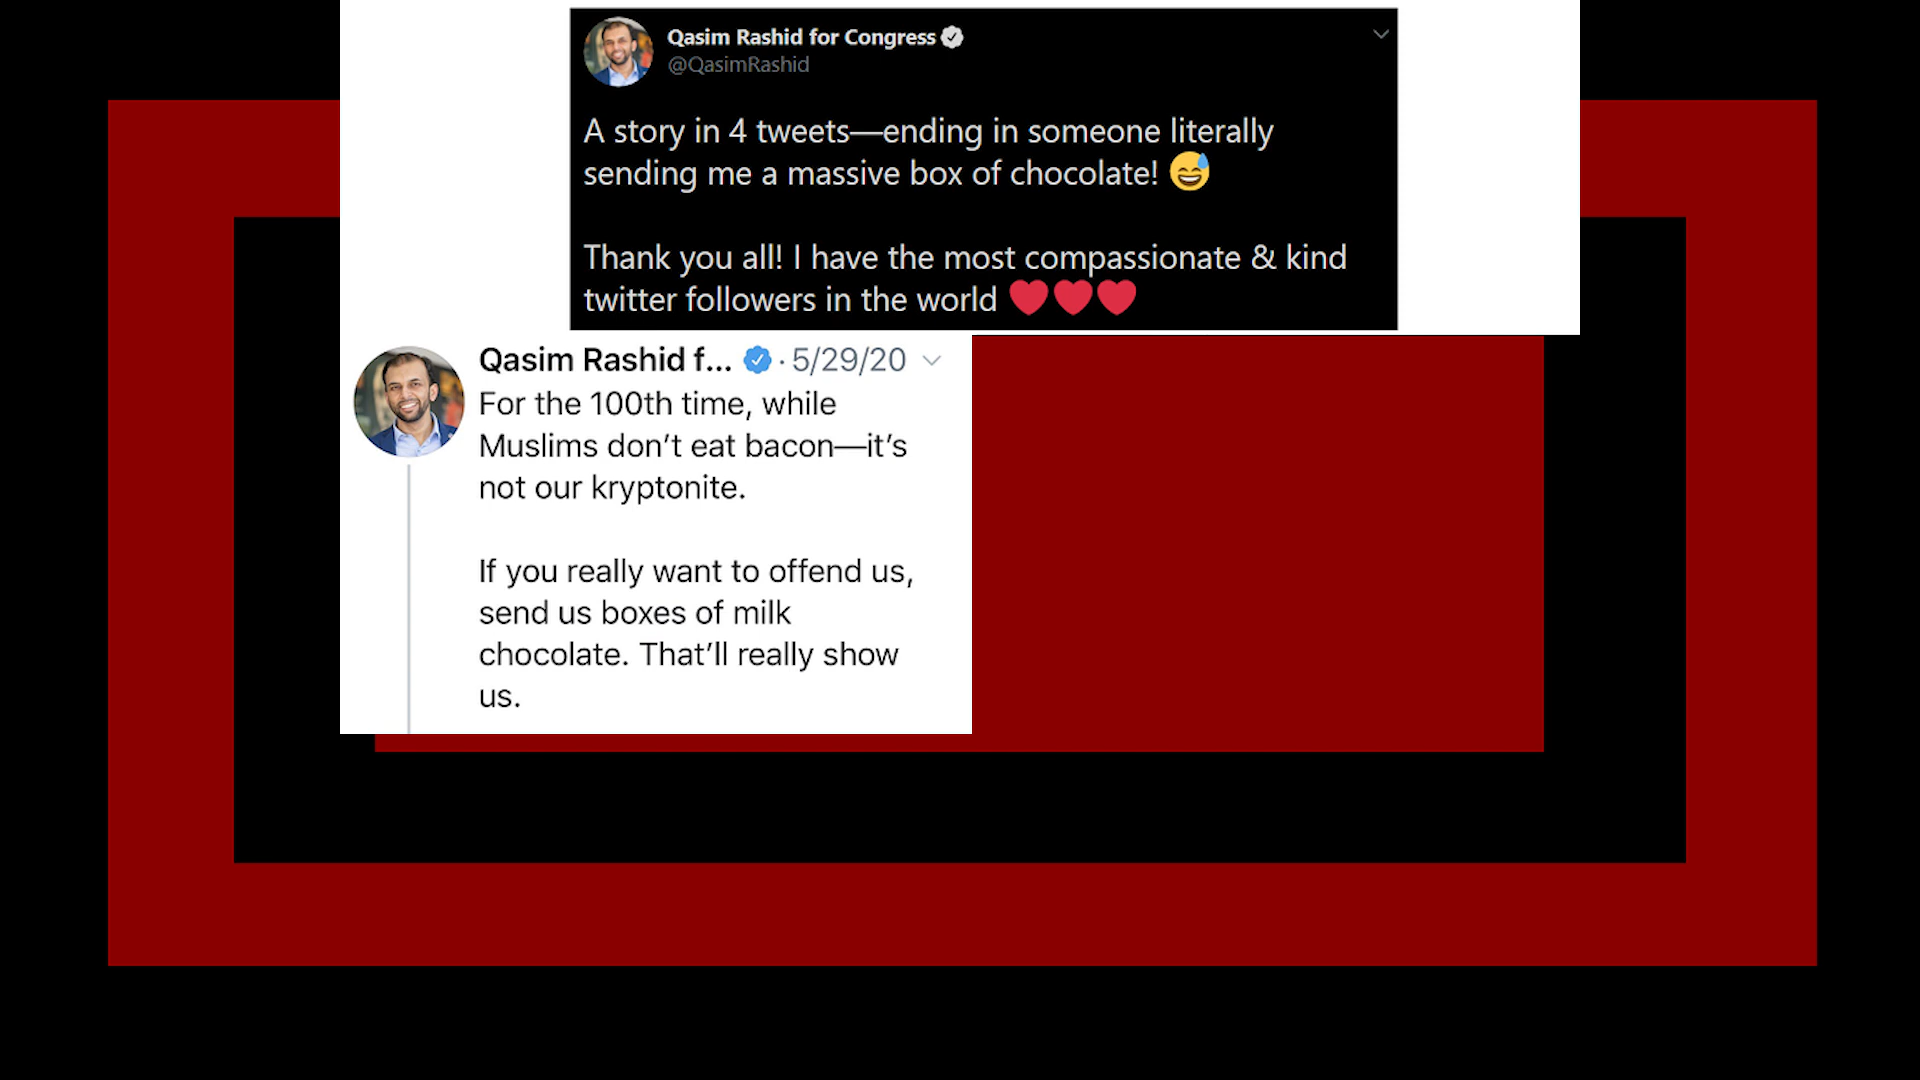 Qasim Rashid for Congress
@QasimRashid
A story in 4 tweets—ending in someone literally
sending me a massive box of chocolate! 😅
Thank you all! I have the most compassionate & kind
twitter followers in the world ❤️❤️❤️
Qasim Rashid f... · 5/29/20
For the 100th time, while
Muslims don’t eat bacon—it’s
not our kryptonite.
If you really want to offend us,
send us boxes of milk
chocolate. That’ll really show
us.